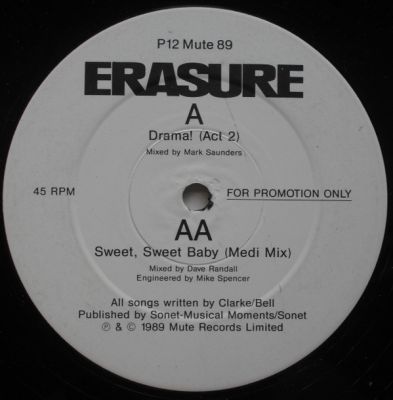 P12 Mute 89
ERASURE
A
Drama! (Act 2)
Mixed by Mark Saunders
45 RPM
FOR PROMOTION ONLY
AA
Sweet, Sweet Baby (Medi Mix)
Mixed by Dave Randall
Engineered by Mike Spencer
All songs written by Clarke/Bell
Published by Sonet-Musical Moments/Sonet
℗ & © 1989 Mute Records Limited